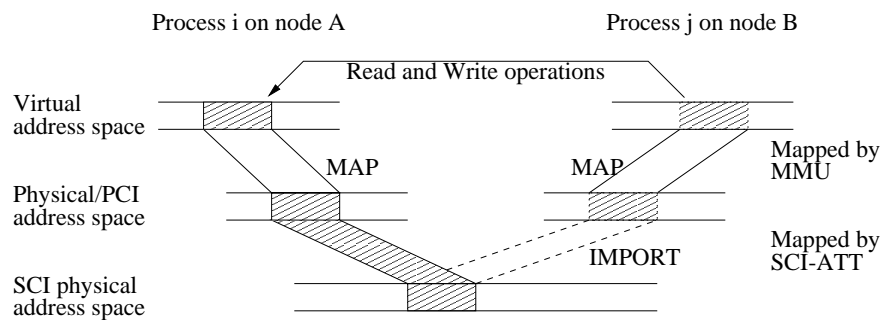 Process i on node A
Process j on node B
Read and Write operations
Virtual
address space
Mapped by
MMU
MAP
MAP
Physical/PCI
address space
Mapped by
SCI-ATT
IMPORT
SCI physical
address space